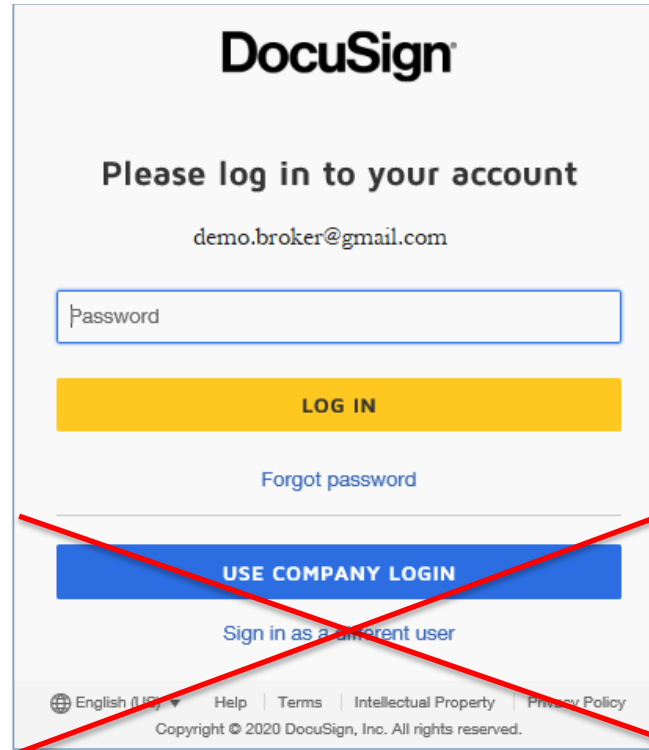 DocuSign
Please log in to your account
demo.broker@gmail.com
Password
LOG IN
Forgot password
USE COMPANY LOGIN
Sign in as a different user
English (US) ▼ Help | Terms | Intellectual Property | Privacy Policy
Copyright © 2020 DocuSign, Inc. All rights reserved.